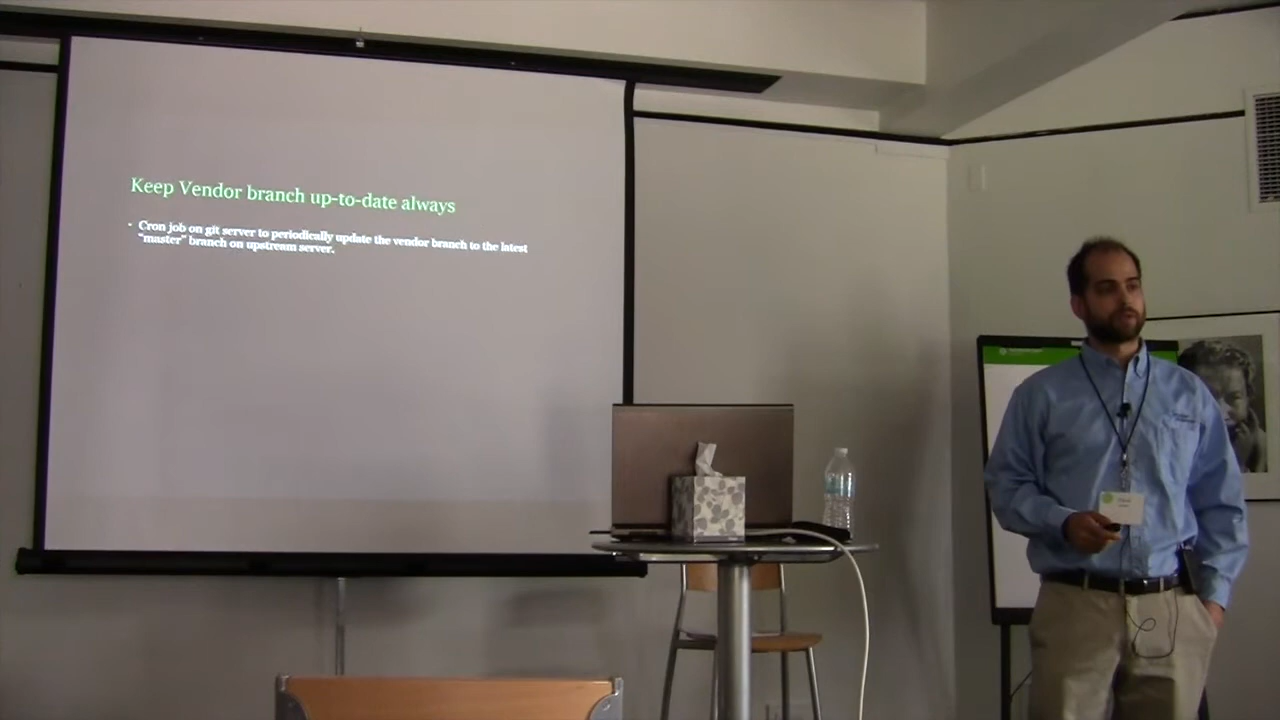 Keep Vendor branch up-to-date always
• Cron job on git server to periodically update the vendor branch to the latest
"master" branch on upstream server.